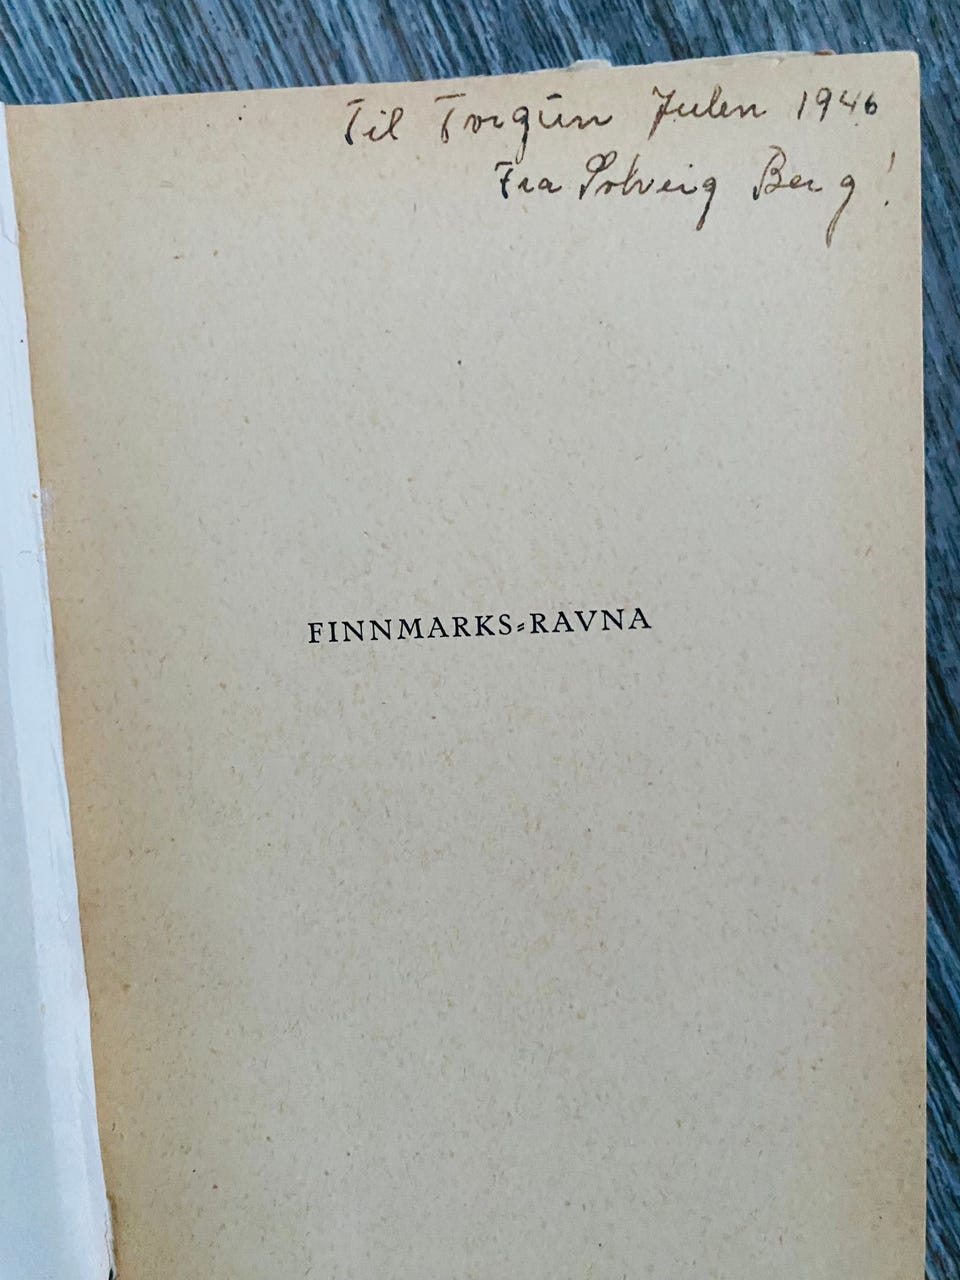 Til Torgun Julen 1946
Fra Solveig Berg!
FINNMARKS-RAVNA